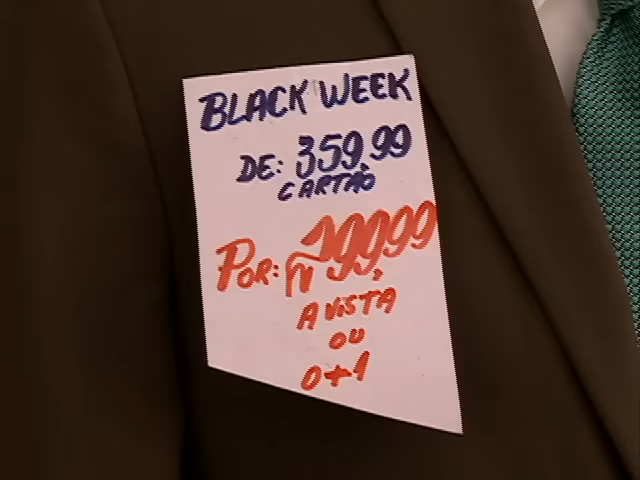 BLACK WEEK
DE: 359,99
CARTÃO
POR: 199,99
A VISTA
OU
0+1